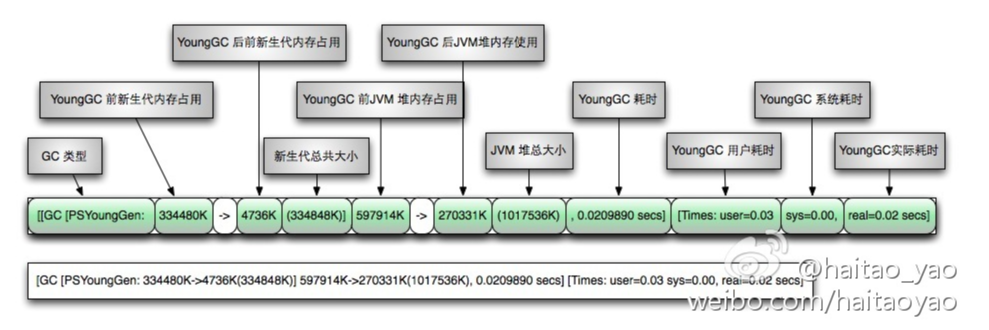 YoungGC 后前新生代内存占用
YoungGC 后JVM堆内存使用
YoungGC 前新生代内存占用
YoungGC 前JVM 堆内存占用
YoungGC 耗时
YoungGC 系统耗时
GC 类型
新生代总共大小
JVM 堆总大小
YoungGC 用户耗时
YoungGC实际耗时
[[GC [PSYoungGen: 334480K -> 4736K (334848K)] 597914K -> 270331K (1017536K) , 0.0209890 secs] [Times: user=0.03 sys=0.00, real=0.02 secs]
[GC [PSYoungGen: 334480K->4736K(334848K)] 597914K->270331K(1017536K), 0.0209890 secs] [Times: user=0.03 sys=0.00, real=0.02 secs]
@haitao_yao
weibo.com/haitaoyao